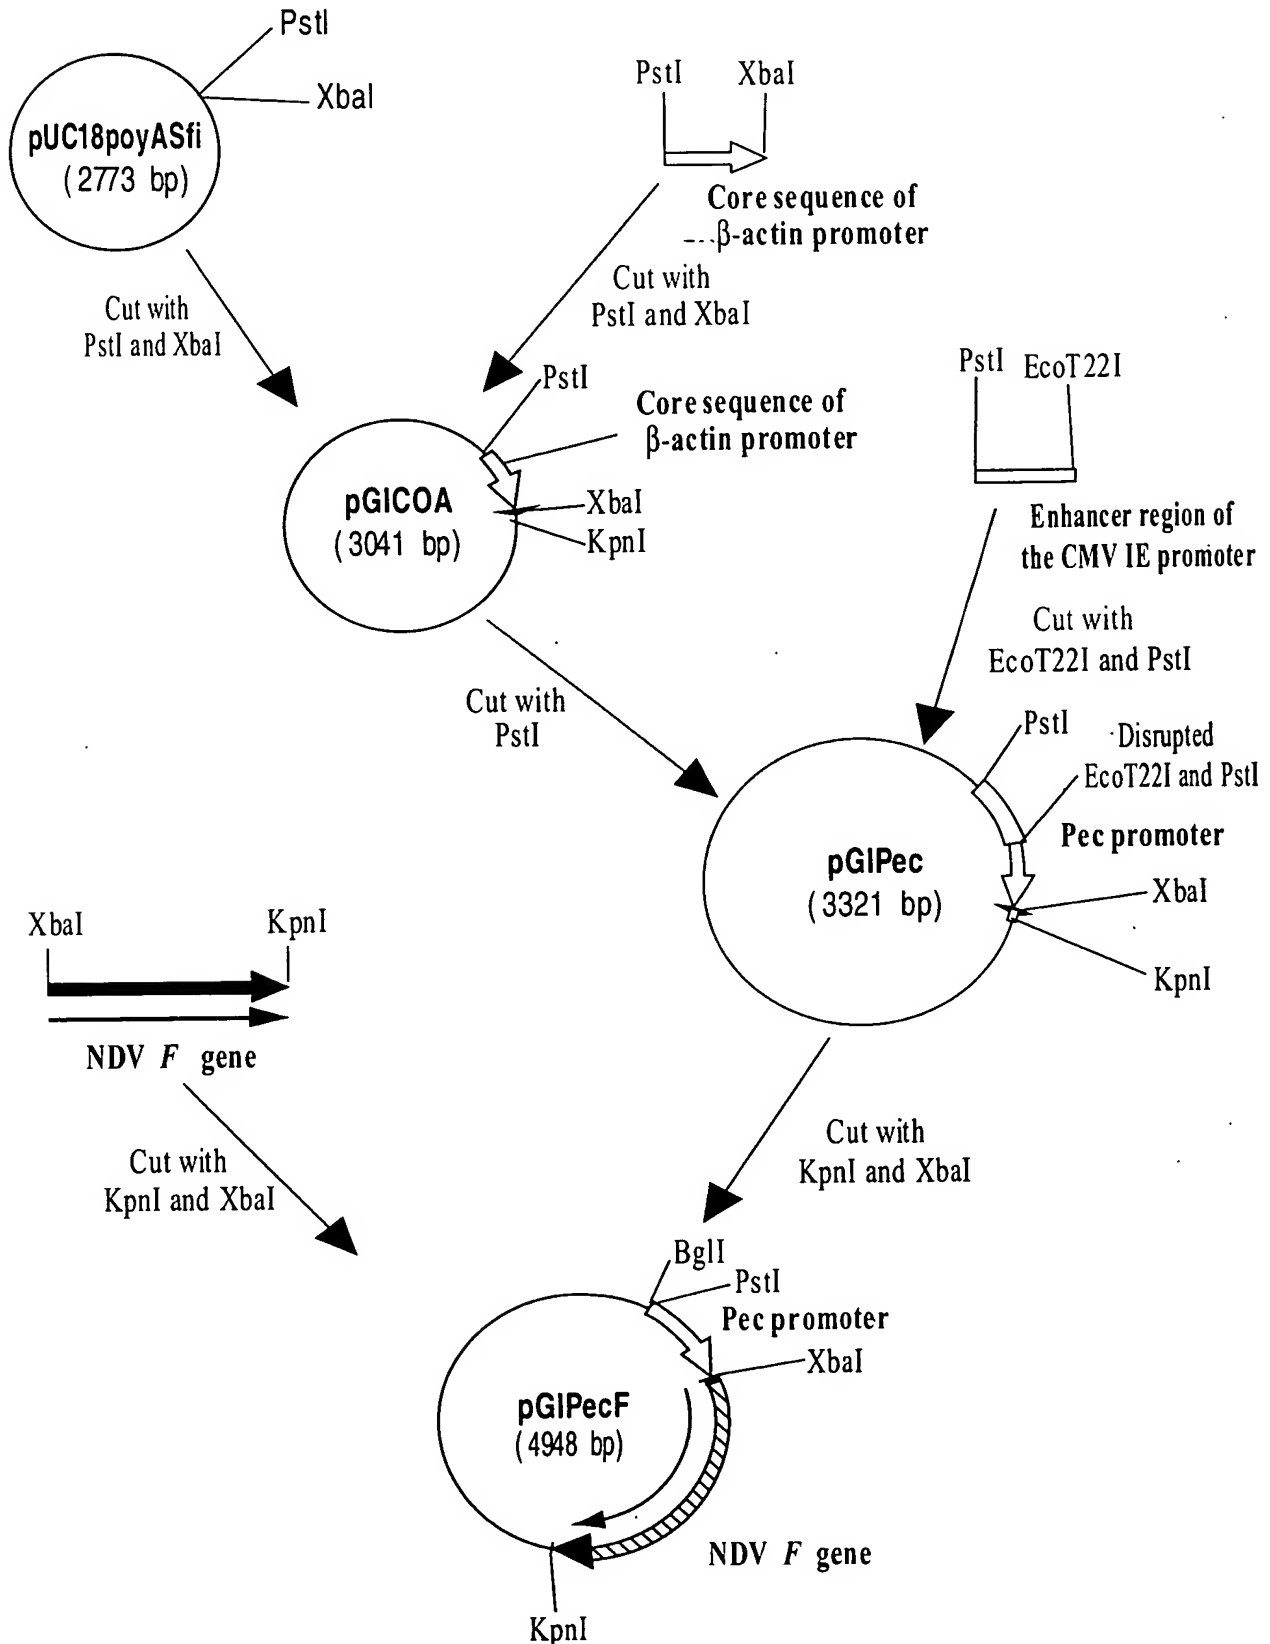 PstI
XbaI
pUC18poyASfi
(2773 bp)
PstI XbaI
Core sequence of
β-actin promoter
Cut with
PstI and XbaI
Cut with
PstI and XbaI
PstI
Core sequence of
β-actin promoter
pGICOA
(3041 bp)
XbaI
KpnI
PstI EcoT22I
Enhancer region of
the CMV IE promoter
Cut with
EcoT22I and PstI
Cut with
PstI
PstI
Disrupted
EcoT22I and PstI
Pec promoter
pGIPec
(3321 bp)
XbaI
KpnI
XbaI KpnI
NDV F gene
Cut with
KpnI and XbaI
Cut with
KpnI and XbaI
BglI
PstI
Pec promoter
XbaI
pGIPecF
(4948 bp)
NDV F gene
KpnI